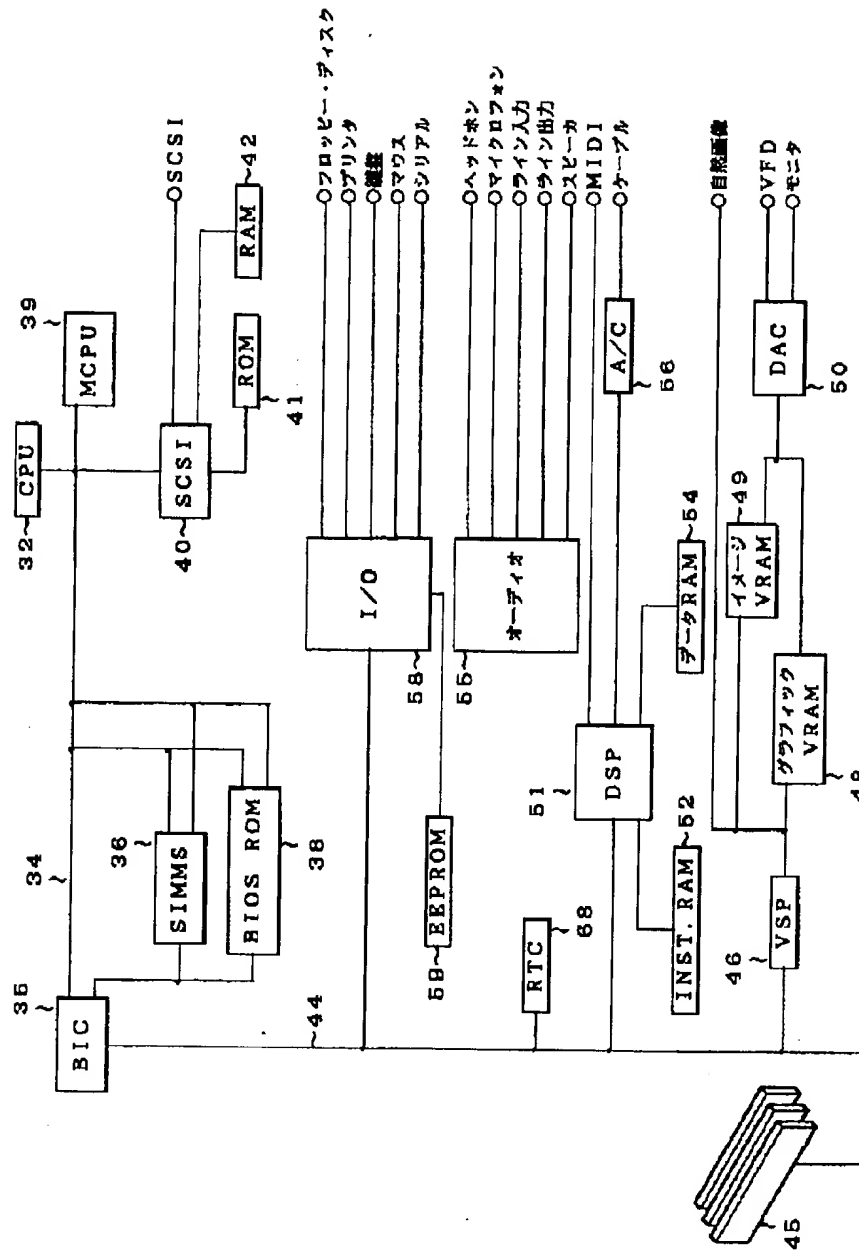 32
CPU
35
34
39
BIC
MCPU
36
SIMMS
40
SCSI
SCSI
38
BIOS ROM
41
ROM
RAM
42
44
I/O
58
フロッピー・ディスク
プリンタ
鍵盤
マウス
シリアル
59
EEPROM
オーディオ
55
ヘッドホン
マイクロフォン
ライン入力
ライン出力
スピーカ
RTC
68
51
DSP
MIDI
A/C
56
ケーブル
INST. RAM
52
データRAM
54
自然画像
イメージ
VRAM
49
46
VSP
グラフィック
VRAM
48
DAC
50
VFD
モニタ
45